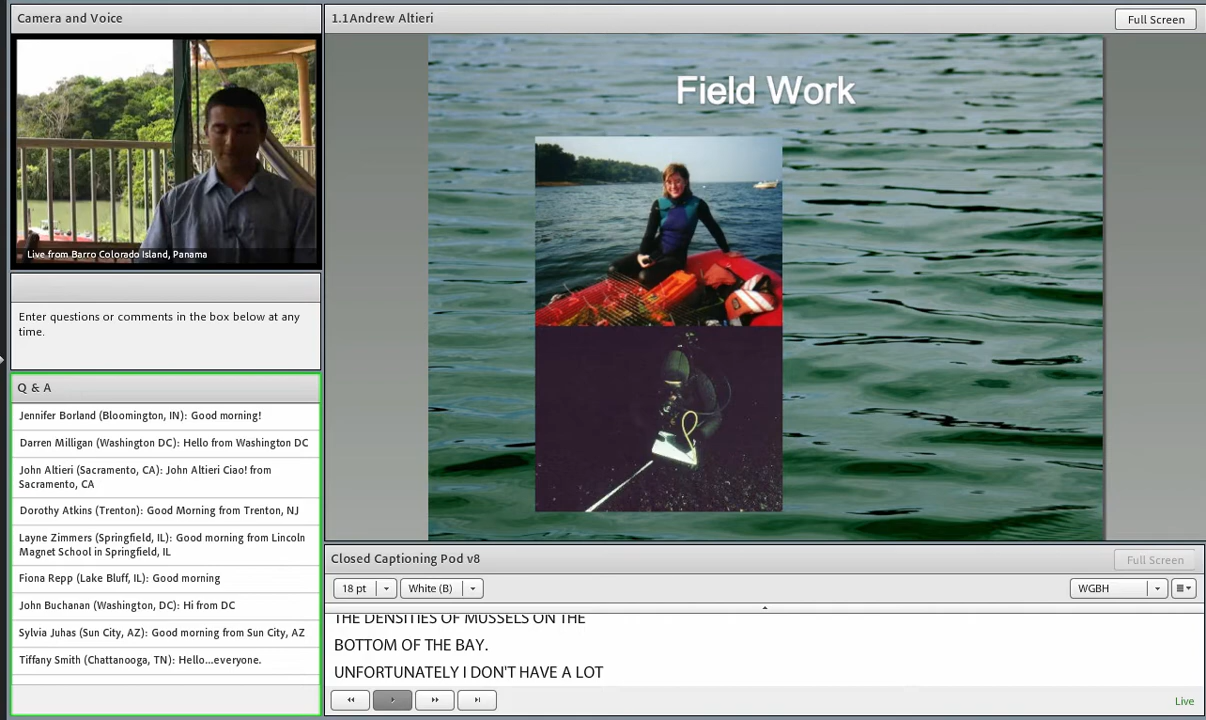 Camera and Voice
Live from Barro Colorado Island, Panama
Enter questions or comments in the box below at any
time.
Q & A
Jennifer Borland (Bloomington, IN): Good morning!
Darren Milligan (Washington DC): Hello from Washington DC
John Altieri (Sacramento, CA): John Altieri Ciao! from
Sacramento, CA
Dorothy Atkins (Trenton): Good Morning from Trenton, NJ
Layne Zimmers (Springfield, IL): Good morning from Lincoln
Magnet School in Springfield, IL
Fiona Repp (Lake Bluff, IL): Good morning
John Buchanan (Washington, DC): Hi from DC
Sylvia Juhas (Sun City, AZ): Good morning from Sun City, AZ
Tiffany Smith (Chattanooga, TN): Hello...everyone.
1.1Andrew Altieri
Full Screen
Field Work
Closed Captioning Pod v8
Full Screen
18 pt
White (B)
WGBH
THE DENSITIES OF MUSSELS ON THE
BOTTOM OF THE BAY.
UNFORTUNATELY I DON'T HAVE A LOT
Live